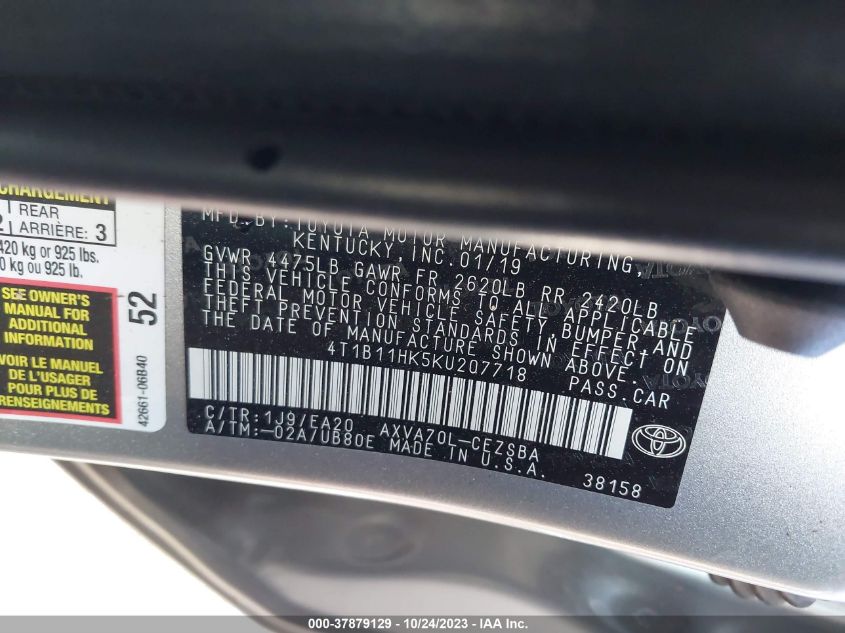 CHARGEMENT
REAR
ARRIÈRE: 3
420 kg or 925 lbs.
0 kg ou 925 lb.
SEE OWNER'S
MANUAL FOR
ADDITIONAL
INFORMATION
VOIR LE MANUEL
DE L'USAGER
POUR PLUS DE
RENSEIGNEMENTS
52
42661-06B40
MFD. BY: TOYOTA MOTOR MANUFACTURING,
KENTUCKY, INC. 01/19
GVWR 4475LB GAWR FR 2620LB RR 2420LB
THIS VEHICLE CONFORMS TO ALL APPLICABLE
FEDERAL MOTOR VEHICLE SAFETY BUMPER AND
THEFT PREVENTION STANDARDS IN EFFECT ON
THE DATE OF MANUFACTURE SHOWN ABOVE.
4T1B11HK5KU207718 PASS.CAR
C/TR:1J9/EA20 AXVA70L-CEZSBA
A/TM:-02A/UB80E MADE IN U.S.A.
TOYOTA
38158
000-37879129 - 10/24/2023 - IAA Inc.